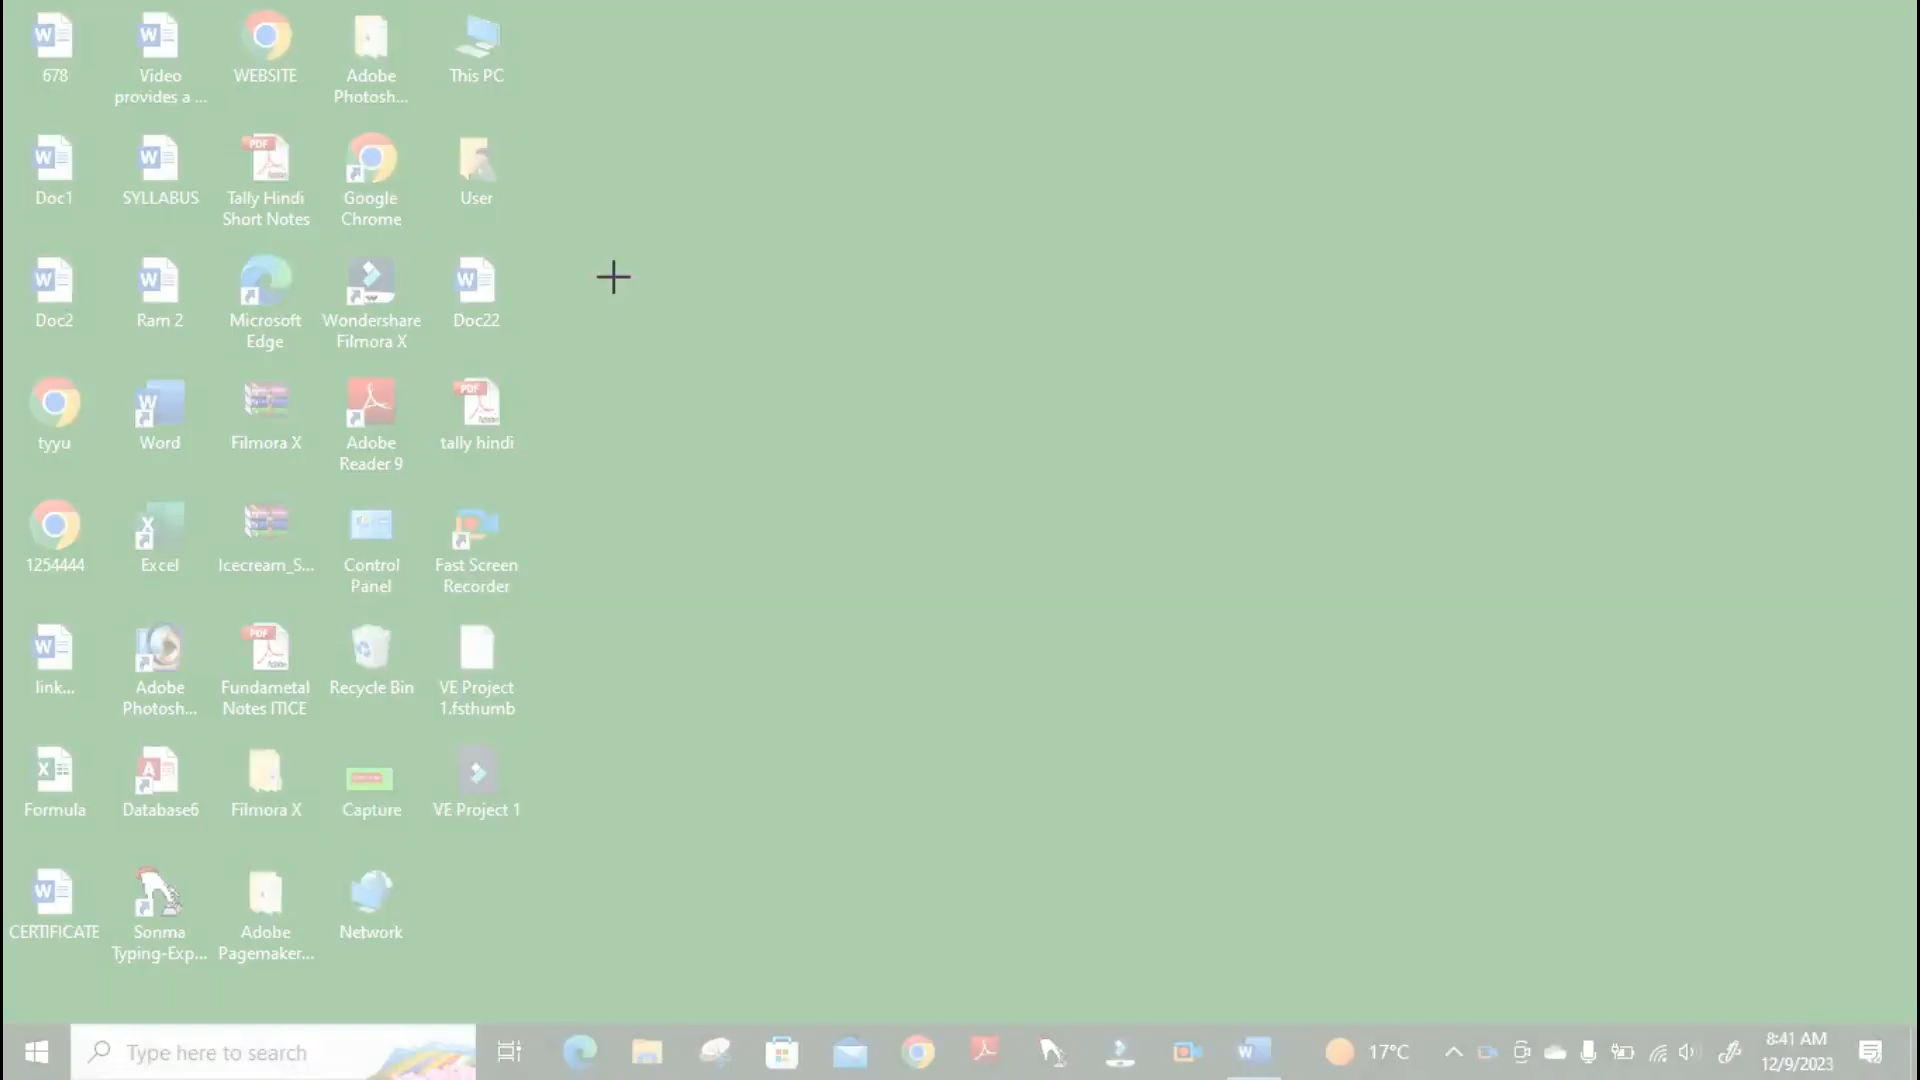 678
Video
provides a ...
WEBSITE
Adobe
Photosh...
This PC
Doc1
SYLLABUS
Tally Hindi
Short Notes
Google
Chrome
User
Doc2
Ram 2
Microsoft
Edge
Wondershare
Filmora X
Doc22
tyyu
Word
Filmora X
Adobe
Reader 9
tally hindi
1254444
Excel
Icecream_S...
Control
Panel
Fast Screen
Recorder
link...
Adobe
Photosh...
Fundametal
Notes ITICE
Recycle Bin
VE Project
1.fsthumb
Formula
Database6
Filmora X
Capture
VE Project 1
CERTIFICATE
Sonma
Typing-Exp...
Adobe
Pagemaker...
Network
Type here to search
17°C
8:41 AM
12/9/2023